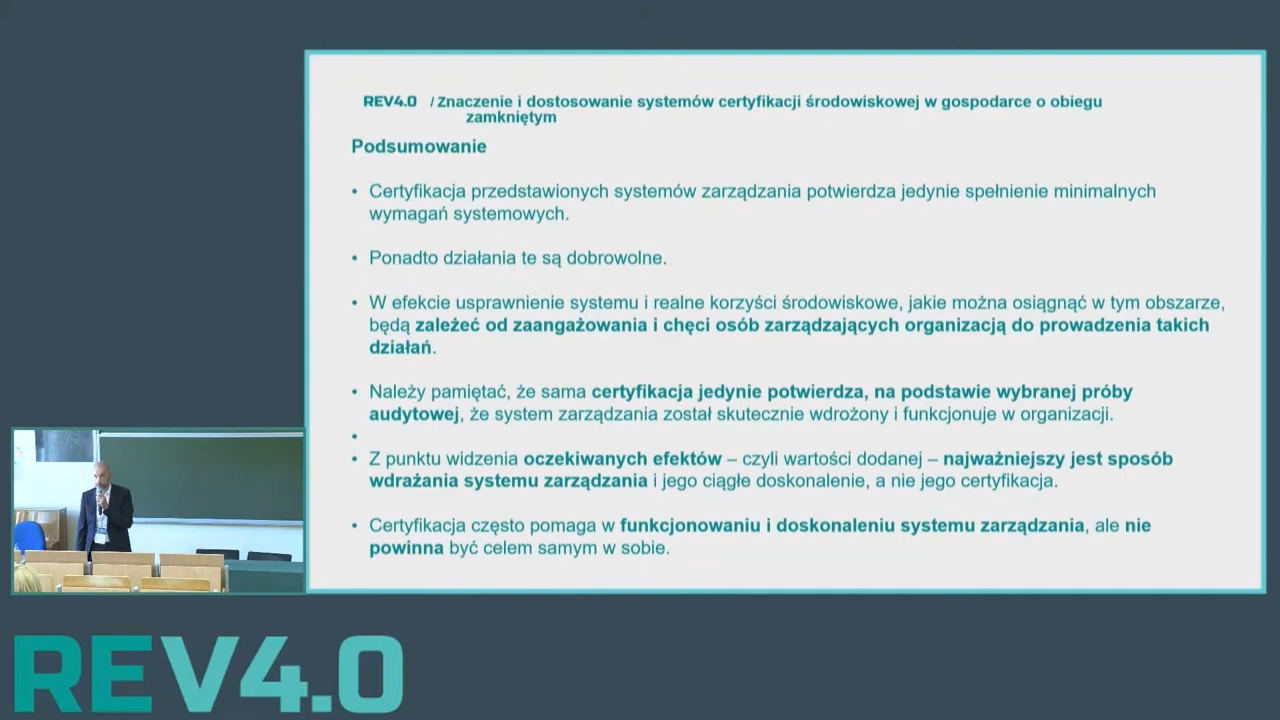 REV4.0 / Znaczenie i dostosowanie systemów certyfikacji środowiskowej w gospodarce o obiegu
zamkniętym
Podsumowanie
• Certyfikacja przedstawionych systemów zarządzania potwierdza jedynie spełnienie minimalnych
wymagań systemowych.
• Ponadto działania te są dobrowolne.
• W efekcie usprawnienie systemu i realne korzyści środowiskowe, jakie można osiągnąć w tym obszarze,
będą zależeć od zaangażowania i chęci osób zarządzających organizacją do prowadzenia takich
działań.
• Należy pamiętać, że sama certyfikacja jedynie potwierdza, na podstawie wybranej próby
audytowej, że system zarządzania został skutecznie wdrożony i funkcjonuje w organizacji.
•
• Z punktu widzenia oczekiwanych efektów – czyli wartości dodanej – najważniejszy jest sposób
wdrażania systemu zarządzania i jego ciągłe doskonalenie, a nie jego certyfikacja.
• Certyfikacja często pomaga w funkcjonowaniu i doskonaleniu systemu zarządzania, ale nie
powinna być celem samym w sobie.
REV4.0